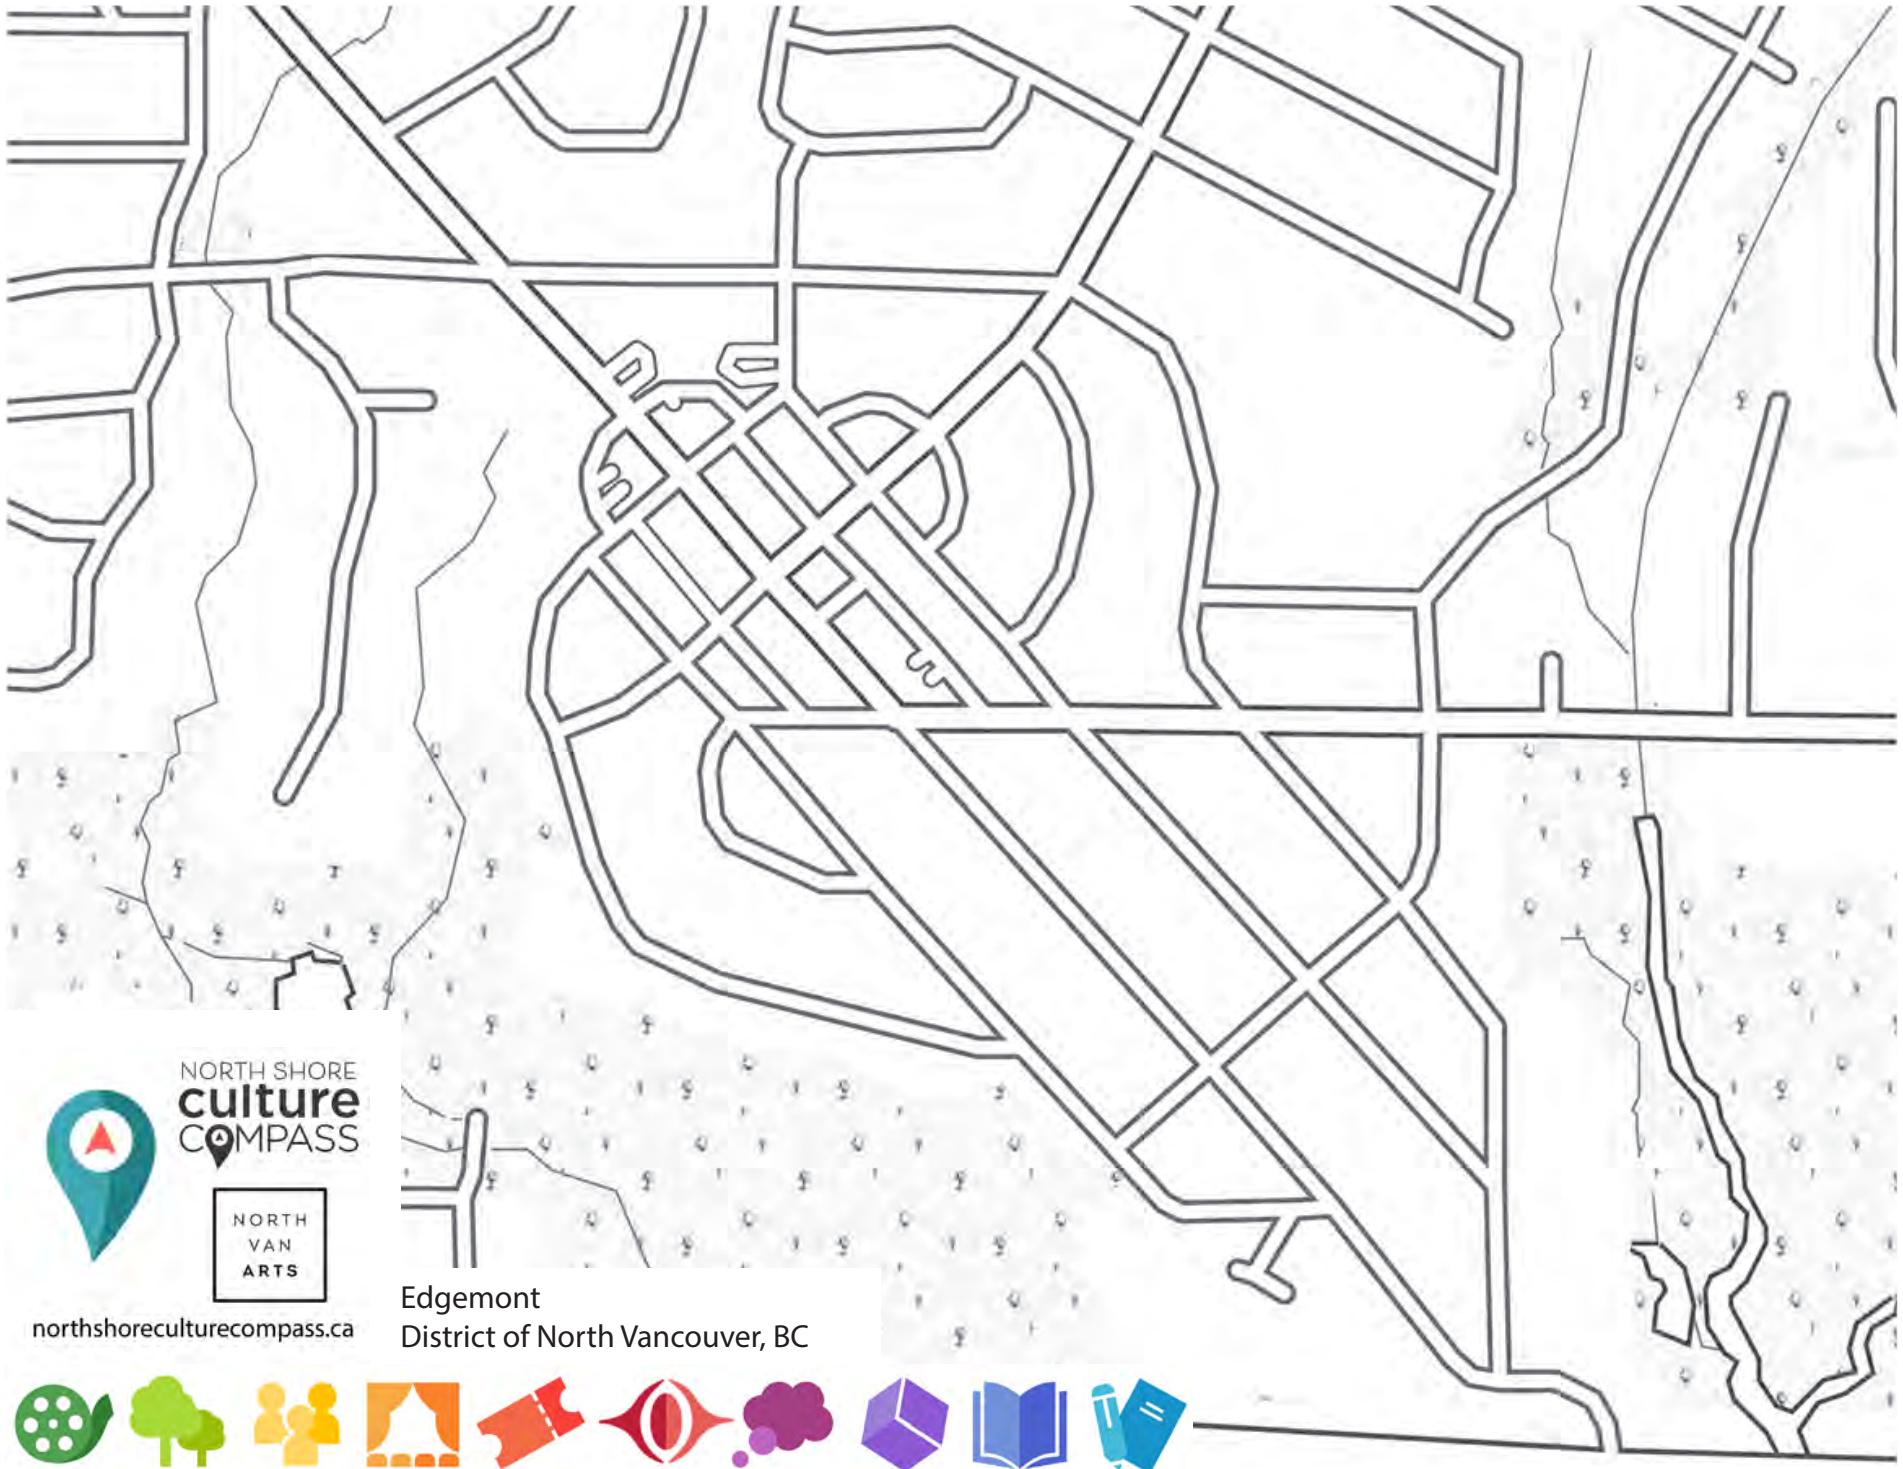 NORTH SHORE
culture
COMPASS
NORTH
VAN
ARTS
northshoreculturecompass.ca
Edgemont
District of North Vancouver, BC